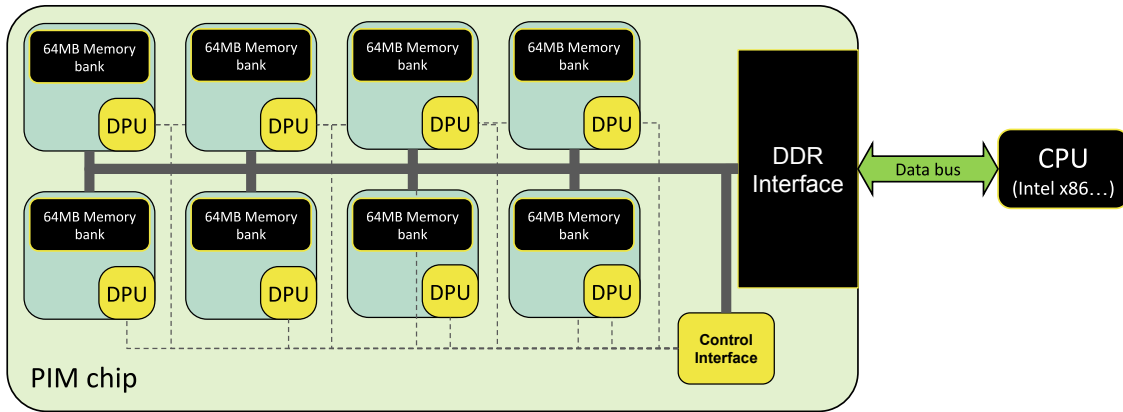 64MB Memory
bank
64MB Memory
bank
64MB Memory
bank
64MB Memory
bank
DPU
DPU
DPU
DPU
DDR
Interface
Data bus
CPU
(Intel x86…)
64MB Memory
bank
64MB Memory
bank
64MB Memory
bank
64MB Memory
bank
DPU
DPU
DPU
DPU
Control
Interface
PIM chip